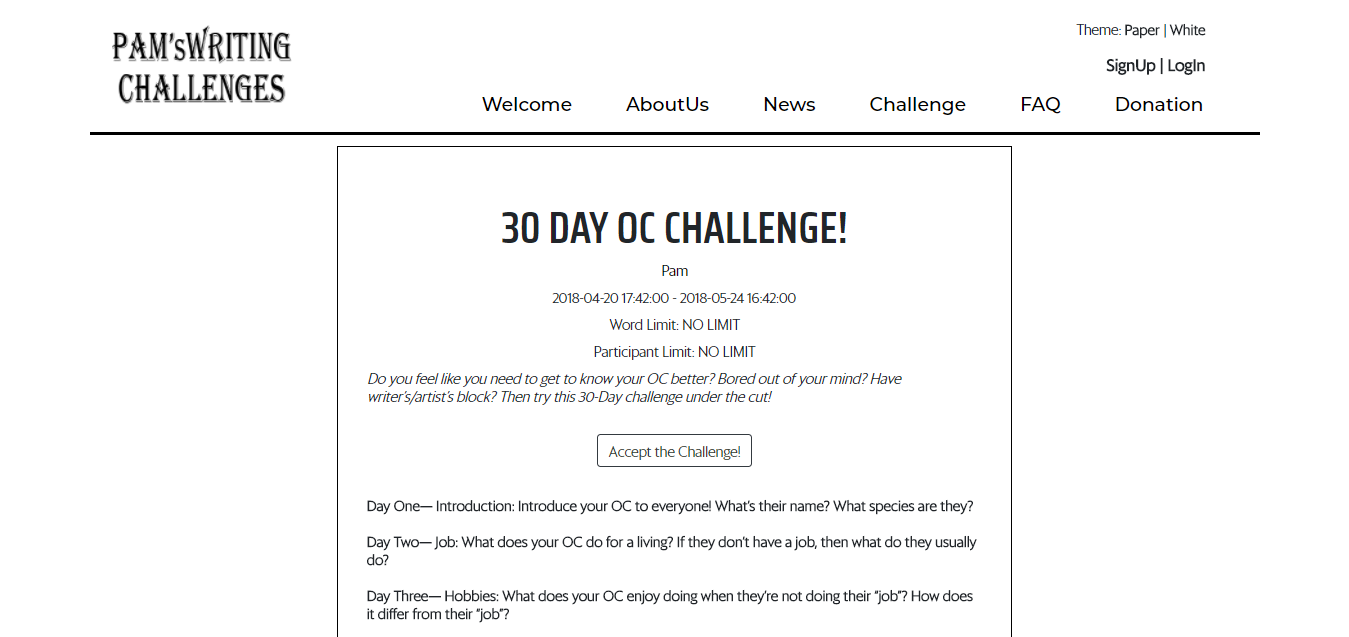 PAM'sWRITING
CHALLENGES
Theme: Paper | White
SignUp | LogIn
Welcome AboutUs News Challenge FAQ Donation
30 DAY OC CHALLENGE!
Pam
2018-04-20 17:42:00 - 2018-05-24 16:42:00
Word Limit: NO LIMIT
Participant Limit: NO LIMIT
Do you feel like you need to get to know your OC better? Bored out of your mind? Have
writer's/artist's block? Then try this 30-Day challenge under the cut!
Accept the Challenge!
Day One— Introduction: Introduce your OC to everyone! What's their name? What species are they?
Day Two— Job: What does your OC do for a living? If they don't have a job, then what do they usually
do?
Day Three— Hobbies: What does your OC enjoy doing when they're not doing their “job”? How does
it differ from their “job”?